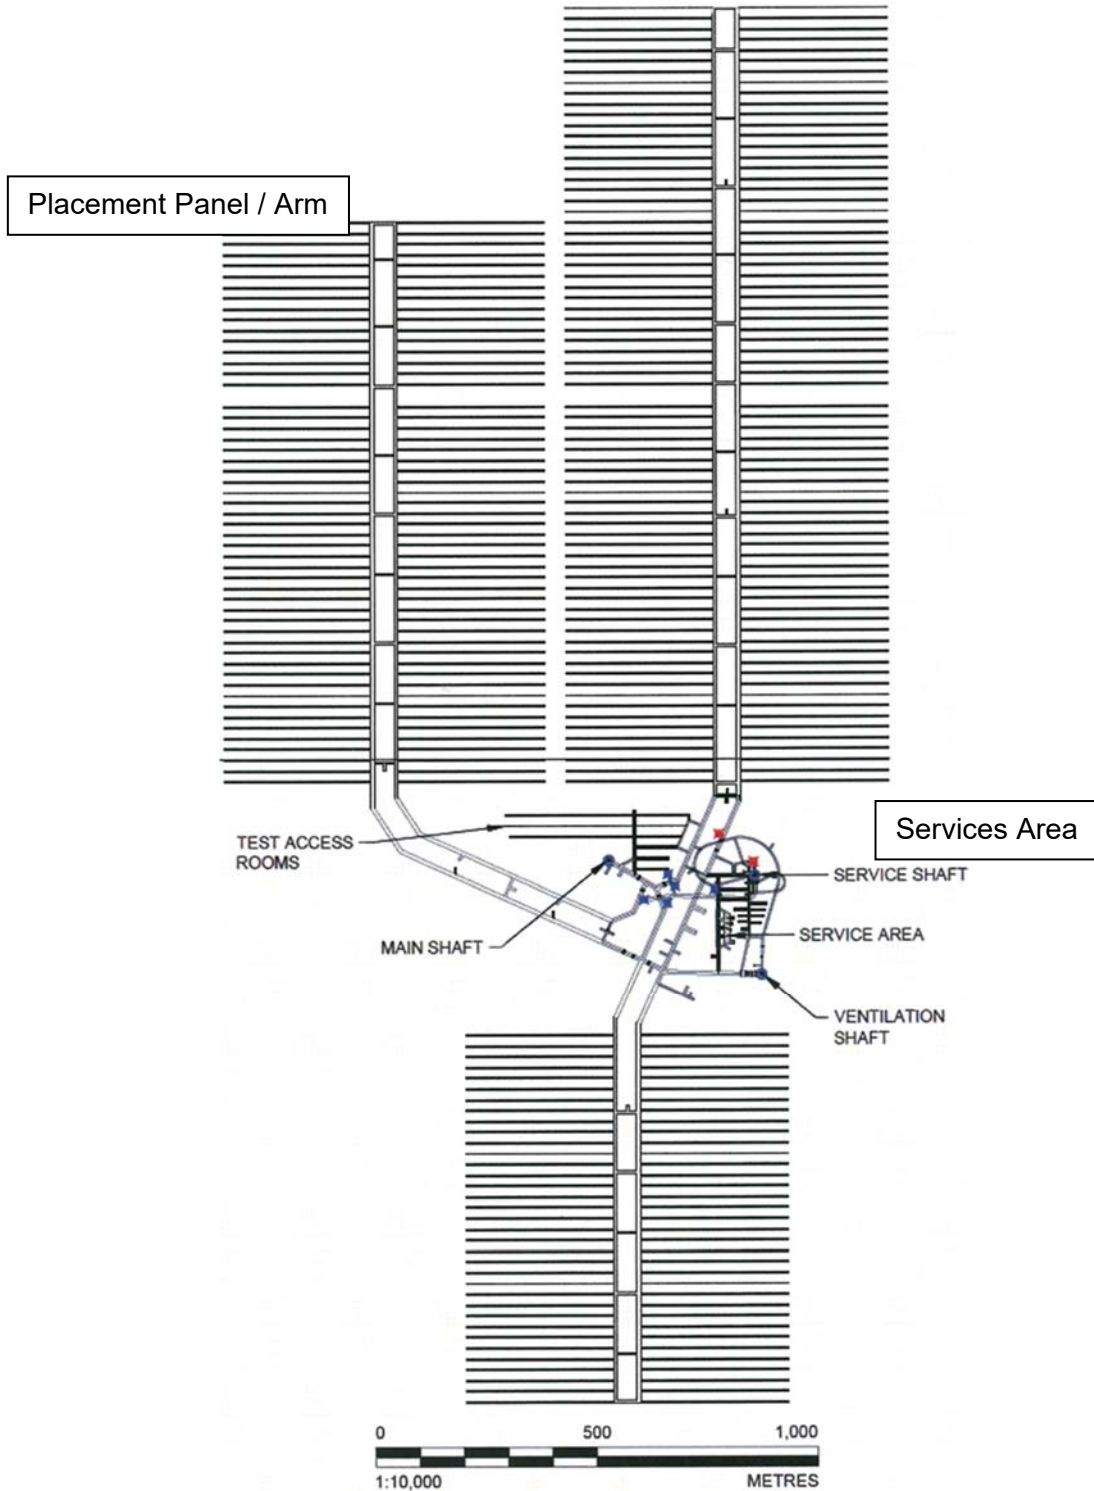 Placement Panel / Arm
Services Area
TEST ACCESS
ROOMS
SERVICE SHAFT
MAIN SHAFT
SERVICE AREA
VENTILATION
SHAFT
0 500 1,000
1:10,000 METRES